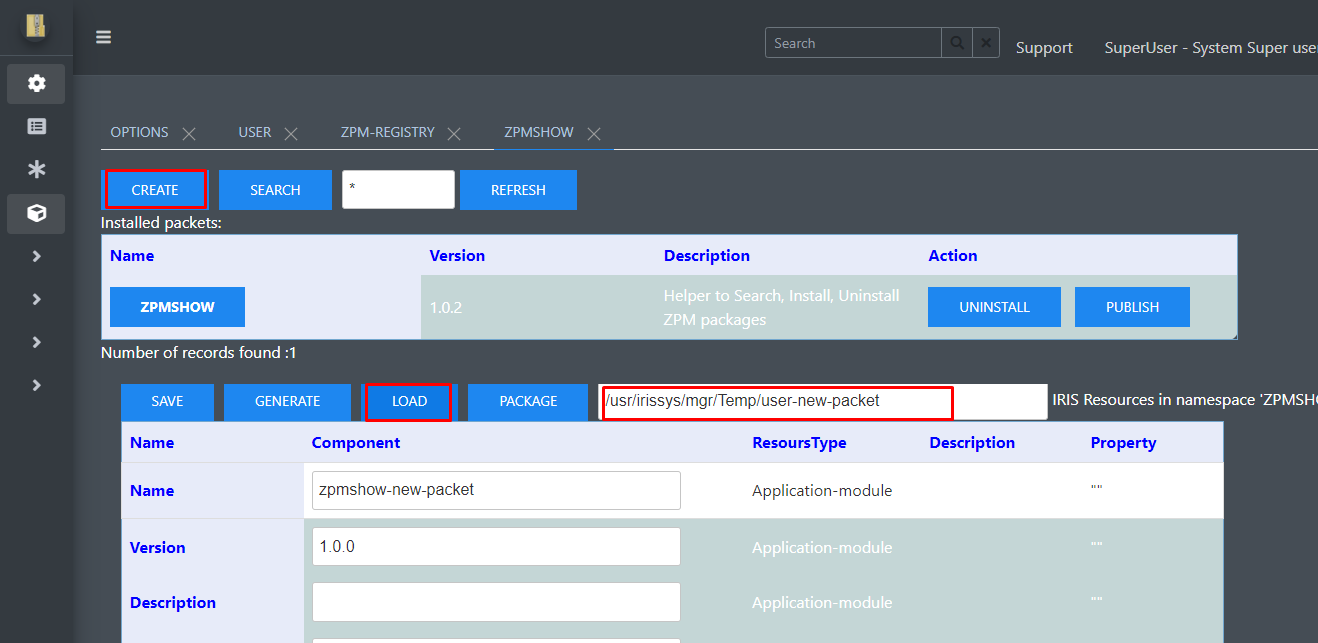 Search
Support
SuperUser - System Super use
OPTIONS
USER
ZPM-REGISTRY
ZPMSHOW
CREATE
SEARCH
*
REFRESH
Installed packets:
Name Version Description Action
ZPMSHOW
1.0.2
Helper to Search, Install, Uninstall
ZPM packages
UNINSTALL
PUBLISH
Number of records found :1
SAVE
GENERATE
LOAD
PACKAGE
/usr/irissys/mgr/Temp/user-new-packet
IRIS Resources in namespace 'ZPMSHO
Name Component ResoursType Description Property
Name zpmshow-new-packet Application-module ""
Version 1.0.0 Application-module ""
Description Application-module ""